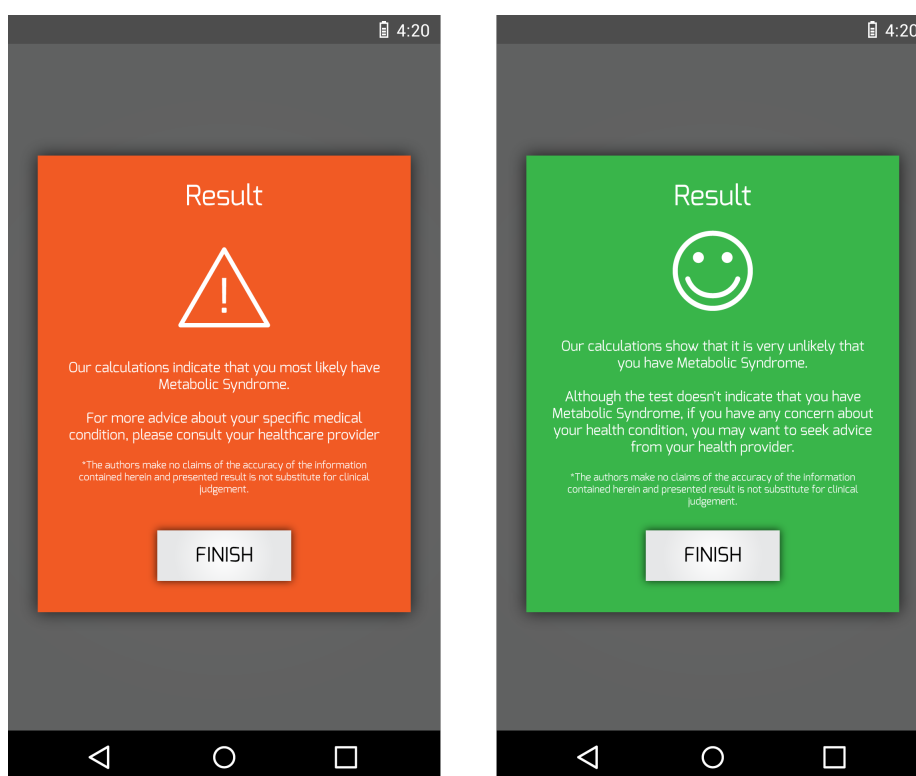 4:20
Result
!
Our calculations indicate that you most likely have
Metabolic Syndrome.
For more advice about your specific medical
condition, please consult your healthcare provider
*The authors make no claims of the accuracy of the information
contained herein and presented result is not substitute for clinical
judgement.
FINISH
4:20
Result
Our calculations show that it is very unlikely that
you have Metabolic Syndrome.
Although the test doesn't indicate that you have
Metabolic Syndrome, if you have any concern about
your health condition, you may want to seek advice
from your health provider.
*The authors make no claims of the accuracy of the information
contained herein and presented result is not substitute for clinical
judgement.
FINISH